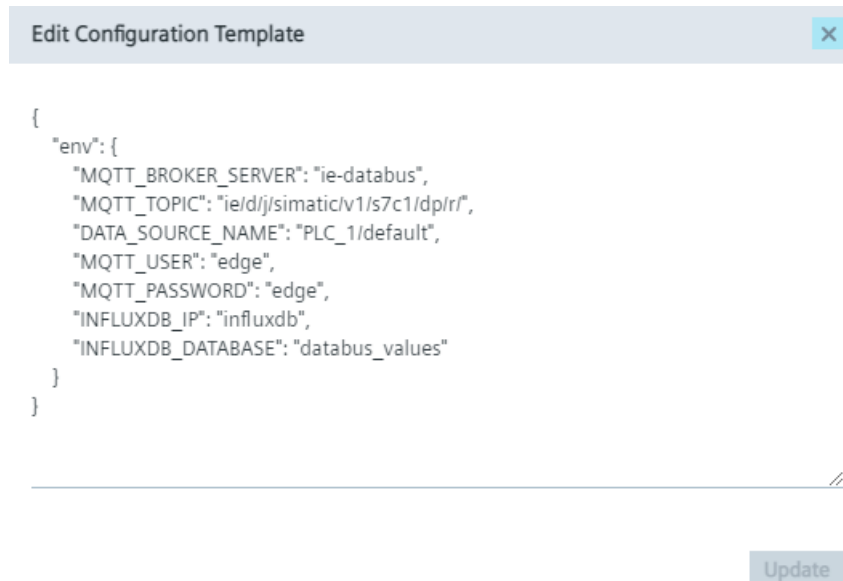 Edit Configuration Template
{
"env": {
"MQTT_BROKER_SERVER": "ie-databus",
"MQTT_TOPIC": "ie/d/j/simatic/v1/s7c1/dp/r/",
"DATA_SOURCE_NAME": "PLC_1/default",
"MQTT_USER": "edge",
"MQTT_PASSWORD": "edge",
"INFLUXDB_IP": "influxdb",
"INFLUXDB_DATABASE": "databus_values"
}
}
Update